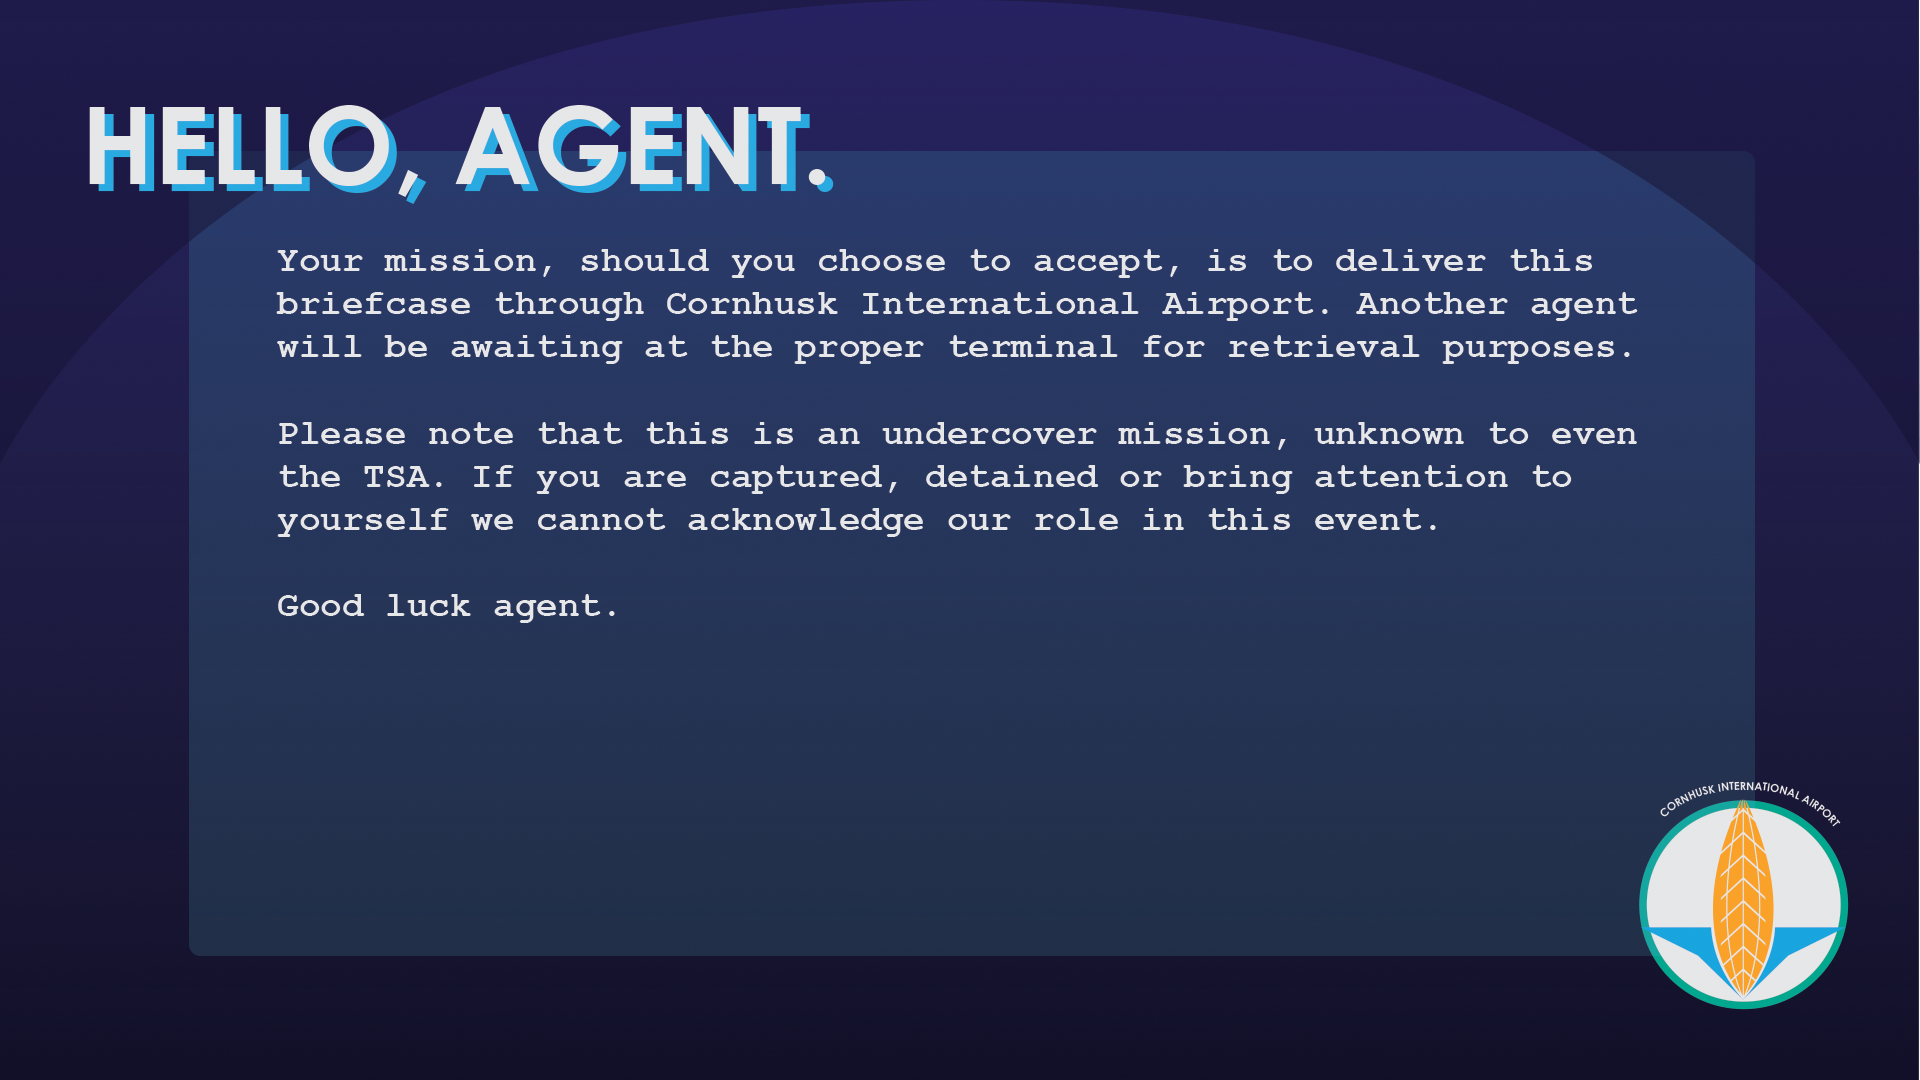 HELLO, AGENT.
Your mission, should you choose to accept, is to deliver this
briefcase through Cornhusk International Airport. Another agent
will be awaiting at the proper terminal for retrieval purposes.
Please note that this is an undercover mission, unknown to even
the TSA. If you are captured, detained or bring attention to
yourself we cannot acknowledge our role in this event.
Good luck agent.
CORNHUSK INTERNATIONAL AIRPORT